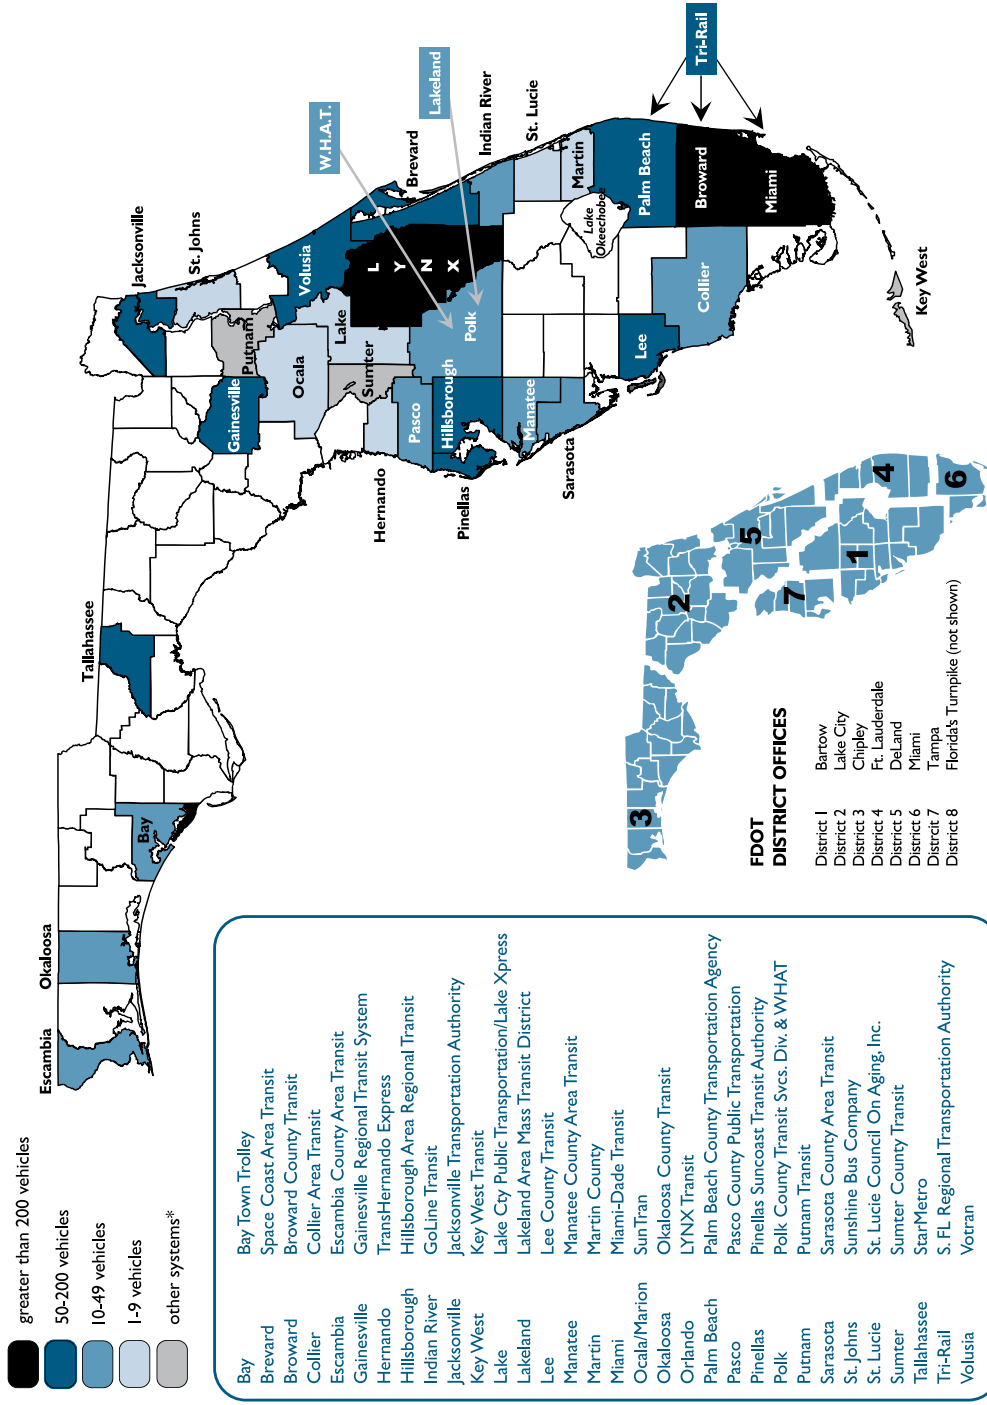 greater than 200 vehicles
50-200 vehicles
10-49 vehicles
1-9 vehicles
other systems*
Escambia
Okaloosa
Bay
Tallahassee
Jacksonville
St. Johns
Putnam
Gainesville
Volusia
Ocala
Lake
Sumter
L
Y
N
X
Brevard
W.H.A.T.
Lakeland
Polk
Hernando
Pasco
Hillsborough
Pinellas
Manatee
Sarasota
Indian River
St. Lucie
Martin
Lake
Okeechobee
Palm Beach
Broward
Miami
Tri-Rail
Lee
Collier
Key West
Bay Bay Town Trolley
Brevard Space Coast Area Transit
Broward Broward County Transit
Collier Collier Area Transit
Escambia Escambia County Area Transit
Gainesville Gainesville Regional Transit System
Hernando TransHernando Express
Hillsborough Hillsborough Area Regional Transit
Indian River GoLine Transit
Jacksonville Jacksonville Transportation Authority
Key West Key West Transit
Lake Lake Cty Public Transportation/Lake Xpress
Lakeland Lakeland Area Mass Transit District
Lee Lee County Transit
Manatee Manatee County Area Transit
Martin Martin County
Miami Miami-Dade Transit
Ocala/Marion SunTran
Okaloosa Okaloosa County Transit
Orlando LYNX Transit
Palm Beach Palm Beach County Transportation Agency
Pasco Pasco County Public Transportation
Pinellas Pinellas Suncoast Transit Authority
Polk Polk County Transit Svcs. Div. & WHAT
Putnam Putnam Transit
Sarasota Sarasota County Area Transit
St. Johns Sunshine Bus Company
St. Lucie St. Lucie Council On Aging, Inc.
Sumter Sumter County Transit
Tallahassee StarMetro
Tri-Rail S. FL Regional Transportation Authority
Volusia Votran
FDOT
DISTRICT OFFICES
District 1 Bartow
District 2 Lake City
District 3 Chipley
District 4 Ft. Lauderdale
District 5 DeLand
District 6 Miami
Distrcit 7 Tampa
District 8 Florida's Turnpike (not shown)
3
2
5
7
1
4
6